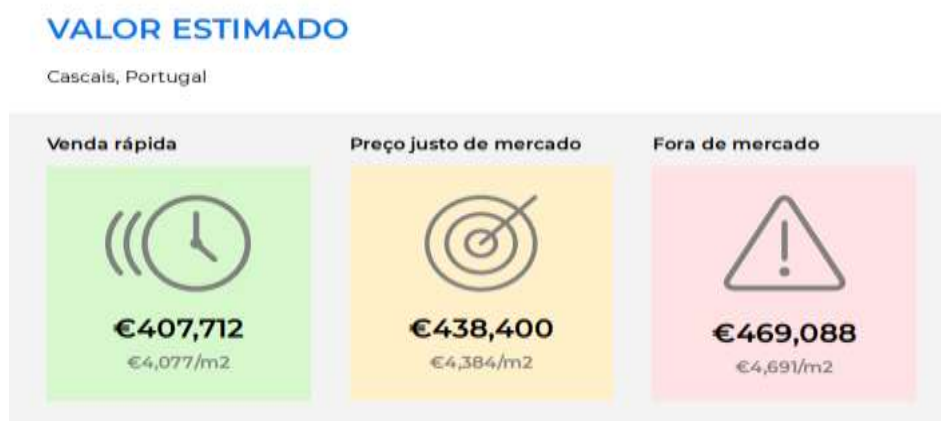 VALOR ESTIMADO
Cascais, Portugal
Venda rápida
Preço justo de mercado
Fora de mercado
€407,712
€4,077/m2
€438,400
€4,384/m2
€469,088
€4,691/m2